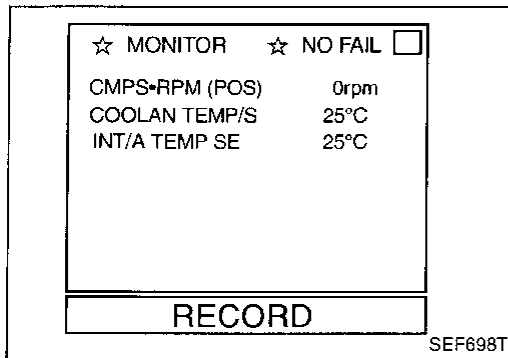 ☆ MONITOR ☆ NO FAIL
CMPS•RPM (POS) 0rpm
COOLAN TEMP/S 25°C
INT/A TEMP SE 25°C
RECORD
SEF698T